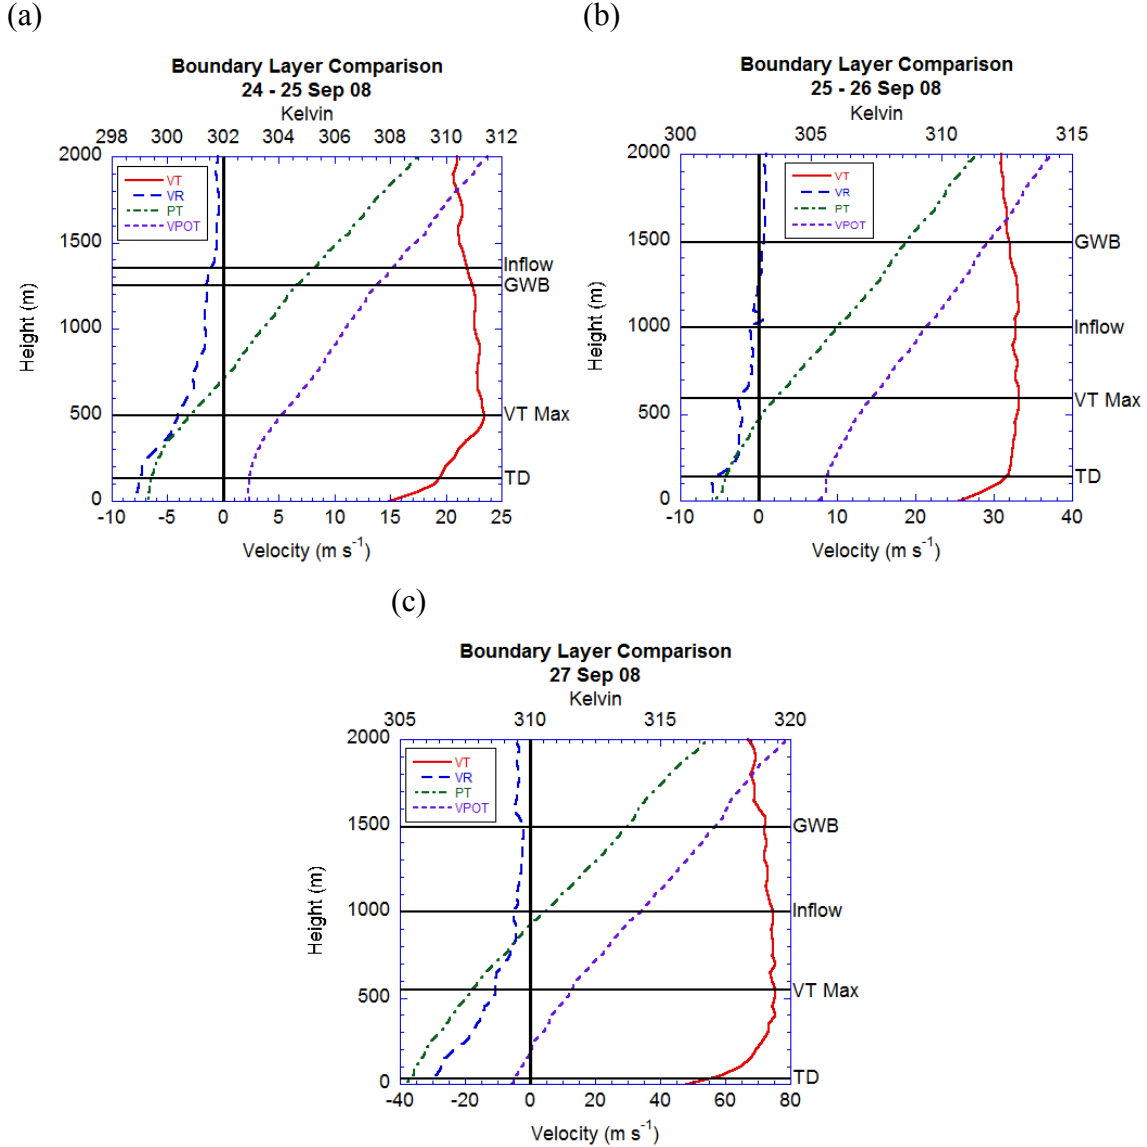 (a)
Boundary Layer Comparison
24 - 25 Sep 08
Kelvin
298 300 302 304 306 308 310 312
2000
VT
VR
PT
VPOT
1500
Inflow
GWB
1000
Height (m)
500
VT Max
TD
0
-10 -5 0 5 10 15 20 25
Velocity (m s-1)
(b)
Boundary Layer Comparison
25 - 26 Sep 08
Kelvin
300 305 310 315
2000
VT
VR
PT
VPOT
1500
GWB
1000
Inflow
Height (m)
500
VT Max
TD
0
-10 0 10 20 30 40
Velocity (m s-1)
(c)
Boundary Layer Comparison
27 Sep 08
Kelvin
305 310 315 320
2000
VT
VR
PT
VPOT
1500
GWB
1000
Inflow
Height (m)
500
VT Max
TD
0
-40 -20 0 20 40 60 80
Velocity (m s-1)